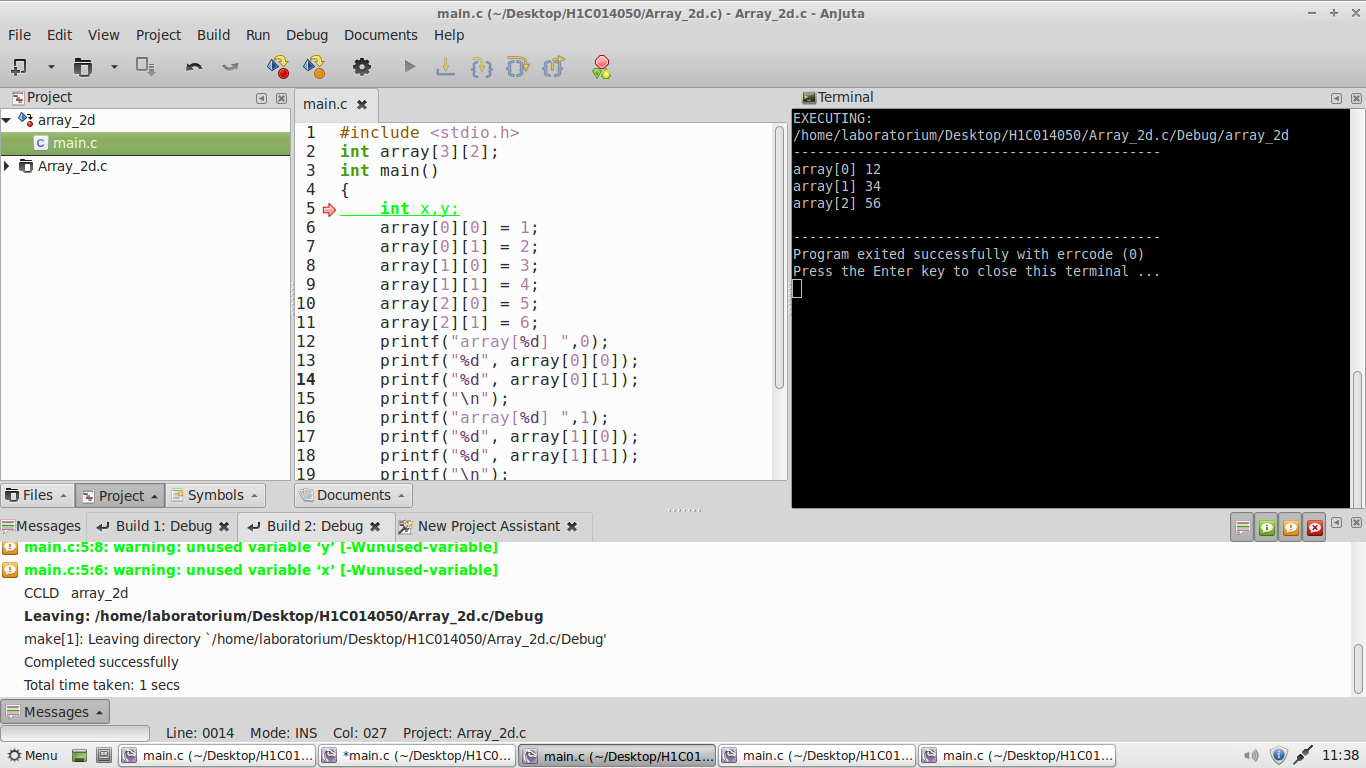 main.c (~/Desktop/H1C014050/Array_2d.c) - Array_2d.c - Anjuta
File Edit View Project Build Run Debug Documents Help
Project
array_2d
main.c
Array_2d.c
Files Project Symbols
main.c
1 #include <stdio.h>
2 int array[3][2];
3 int main()
4 {
5 int x,y;
6 array[0][0] = 1;
7 array[0][1] = 2;
8 array[1][0] = 3;
9 array[1][1] = 4;
10 array[2][0] = 5;
11 array[2][1] = 6;
12 printf("array[%d] ",0);
13 printf("%d", array[0][0]);
14 printf("%d", array[0][1]);
15 printf("\n");
16 printf("array[%d] ",1);
17 printf("%d", array[1][0]);
18 printf("%d", array[1][1]);
19 printf("\n");
Documents
Terminal
EXECUTING:
/home/laboratorium/Desktop/H1C014050/Array_2d.c/Debug/array_2d
----------------------------------------------
array[0] 12
array[1] 34
array[2] 56
----------------------------------------------
Program exited successfully with errcode (0)
Press the Enter key to close this terminal ...
Messages Build 1: Debug Build 2: Debug New Project Assistant
main.c:5:8: warning: unused variable ‘y’ [-Wunused-variable]
main.c:5:6: warning: unused variable ‘x’ [-Wunused-variable]
CCLD array_2d
Leaving: /home/laboratorium/Desktop/H1C014050/Array_2d.c/Debug
make[1]: Leaving directory `/home/laboratorium/Desktop/H1C014050/Array_2d.c/Debug'
Completed successfully
Total time taken: 1 secs
Messages
Line: 0014 Mode: INS Col: 027 Project: Array_2d.c
Menu main.c (~/Desktop/H1C01... *main.c (~/Desktop/H1C0... main.c (~/Desktop/H1C01... main.c (~/Desktop/H1C01... main.c (~/Desktop/H1C01... 11:38